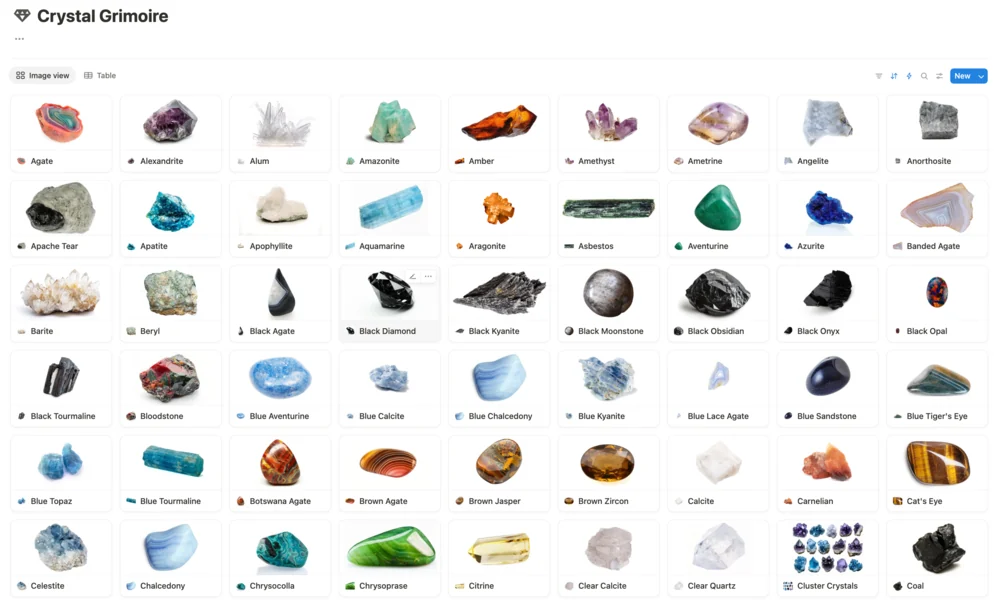 Crystal Grimoire
...
Image view Table New
Agate Alexandrite Alum Amazonite Amber Amethyst Ametrine Angelite Anorthosite
Apache Tear Apatite Apophyllite Aquamarine Aragonite Asbestos Aventurine Azurite Banded Agate
Barite Beryl Black Agate Black Diamond Black Kyanite Black Moonstone Black Obsidian Black Onyx Black Opal
Black Tourmaline Bloodstone Blue Aventurine Blue Calcite Blue Chalcedony Blue Kyanite Blue Lace Agate Blue Sandstone Blue Tiger's Eye
Blue Topaz Blue Tourmaline Botswana Agate Brown Agate Brown Jasper Brown Zircon Calcite Carnelian Cat's Eye
Celestite Chalcedony Chrysocolla Chrysoprase Citrine Clear Calcite Clear Quartz Cluster Crystals Coal